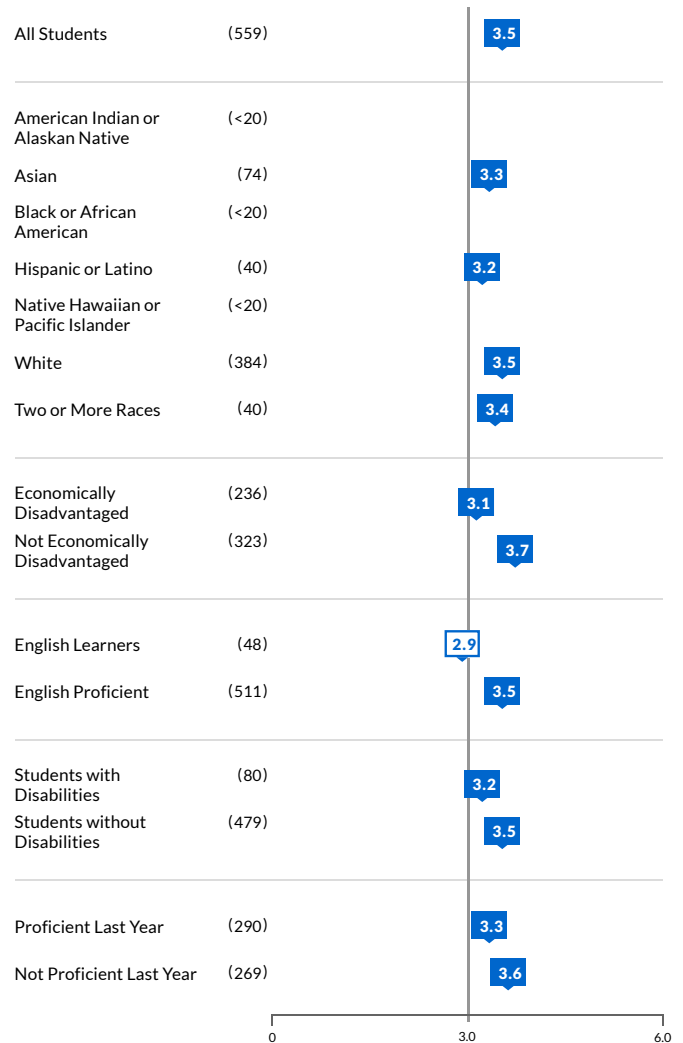 All Students (559) 3.5
American Indian or (<20)
Alaskan Native
Asian (74) 3.3
Black or African (<20)
American
Hispanic or Latino (40) 3.2
Native Hawaiian or (<20)
Pacific Islander
White (384) 3.5
Two or More Races (40) 3.4
Economically (236) 3.1
Disadvantaged
Not Economically (323) 3.7
Disadvantaged
English Learners (48) 2.9
English Proficient (511) 3.5
Students with (80) 3.2
Disabilities
Students without (479) 3.5
Disabilities
Proficient Last Year (290) 3.3
Not Proficient Last Year (269) 3.6
0 3.0 6.0